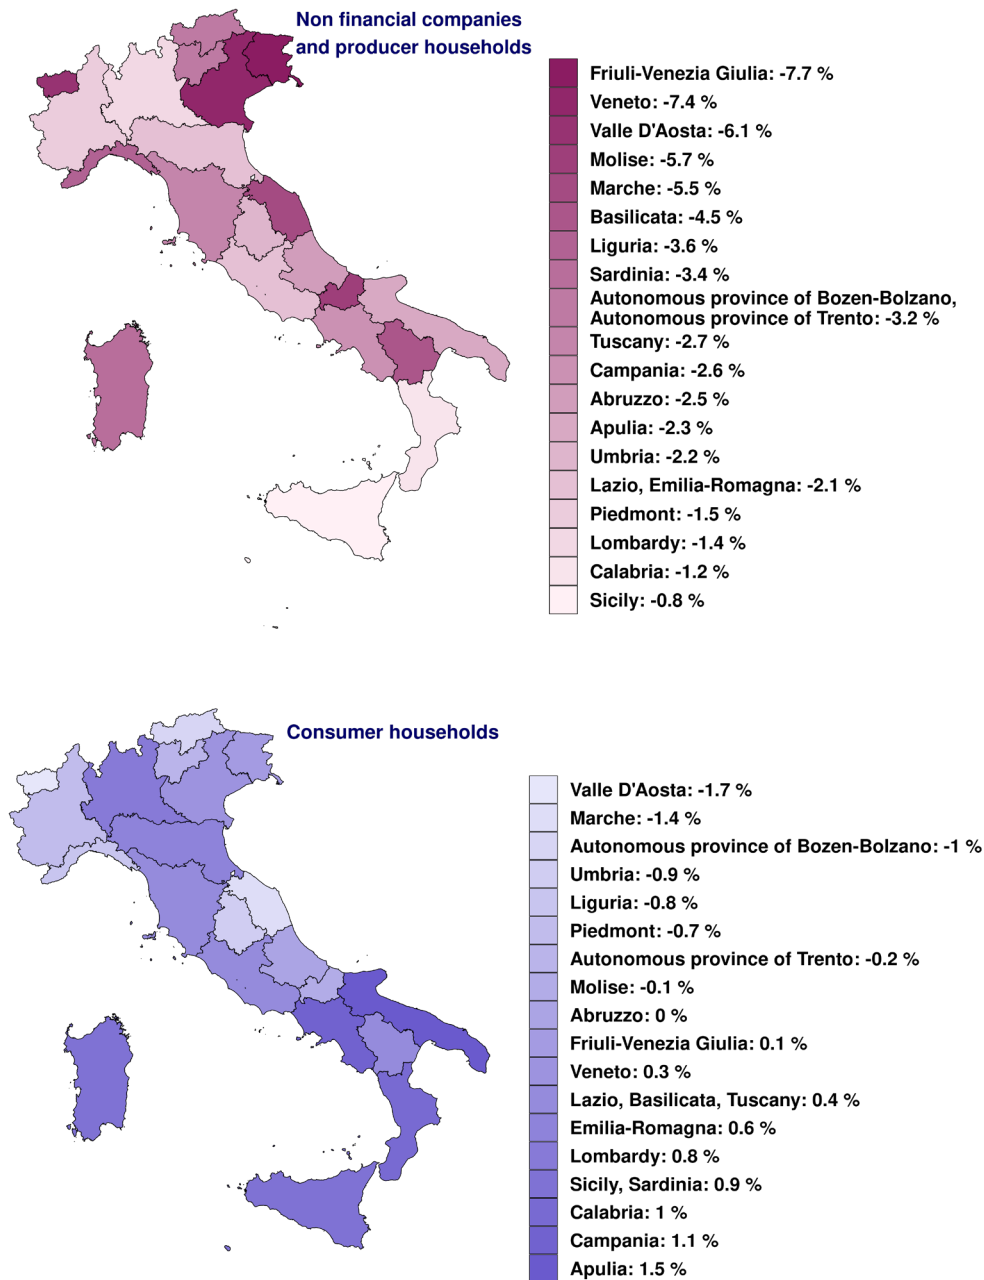 Non financial companies
and producer households
Friuli-Venezia Giulia: -7.7 %
Veneto: -7.4 %
Valle D'Aosta: -6.1 %
Molise: -5.7 %
Marche: -5.5 %
Basilicata: -4.5 %
Liguria: -3.6 %
Sardinia: -3.4 %
Autonomous province of Bozen-Bolzano,
Autonomous province of Trento: -3.2 %
Tuscany: -2.7 %
Campania: -2.6 %
Abruzzo: -2.5 %
Apulia: -2.3 %
Umbria: -2.2 %
Lazio, Emilia-Romagna: -2.1 %
Piedmont: -1.5 %
Lombardy: -1.4 %
Calabria: -1.2 %
Sicily: -0.8 %
Consumer households
Valle D'Aosta: -1.7 %
Marche: -1.4 %
Autonomous province of Bozen-Bolzano: -1 %
Umbria: -0.9 %
Liguria: -0.8 %
Piedmont: -0.7 %
Autonomous province of Trento: -0.2 %
Molise: -0.1 %
Abruzzo: 0 %
Friuli-Venezia Giulia: 0.1 %
Veneto: 0.3 %
Lazio, Basilicata, Tuscany: 0.4 %
Emilia-Romagna: 0.6 %
Lombardy: 0.8 %
Sicily, Sardinia: 0.9 %
Calabria: 1 %
Campania: 1.1 %
Apulia: 1.5 %